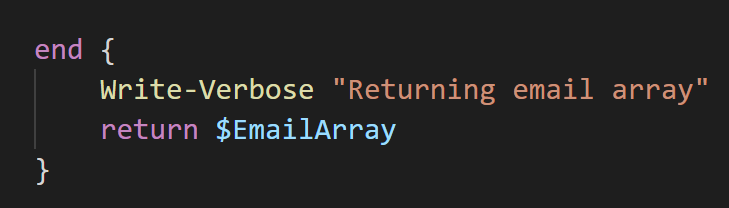 end {
    Write-Verbose "Returning email array"
    return $EmailArray
}